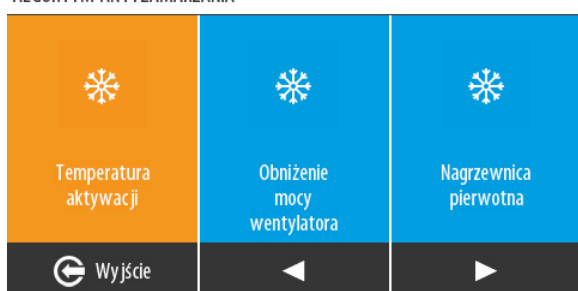 Temperatura
aktywacji
Obniżenie
mocy
wentylatora
Nagrzewnica
pierwotna
Wyjście